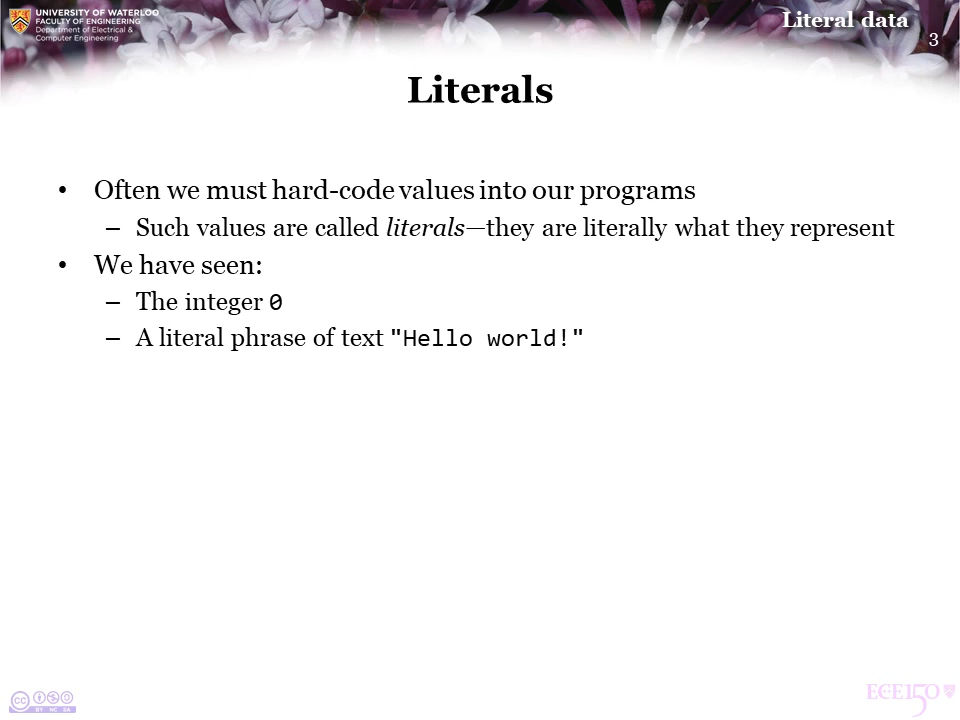 UNIVERSITY OF WATERLOO
FACULTY OF ENGINEERING
Department of Electrical &
Computer Engineering
Literal data
3
Literals
• Often we must hard-code values into our programs
– Such values are called literals—they are literally what they represent
• We have seen:
– The integer 0
– A literal phrase of text "Hello world!"
cc
BY NC SA
ECE150